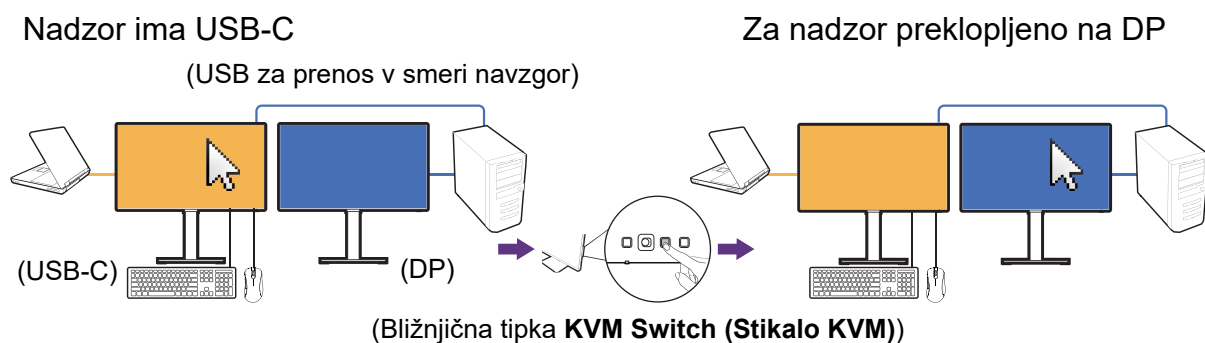 Nadzor ima USB-C
Za nadzor preklopljeno na DP
(USB za prenos v smeri navzgor)
(USB-C)
(DP)
(Bližnjična tipka KVM Switch (Stikalo KVM))